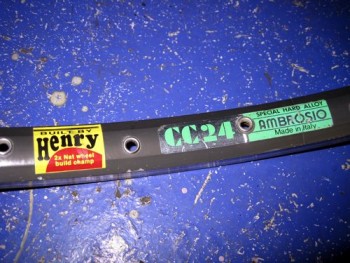 BUILT BY
Henry
2x Nat wheel
build champ
CC24
SPECIAL HARD ALLOY
AMBROSIO
Made in Italy